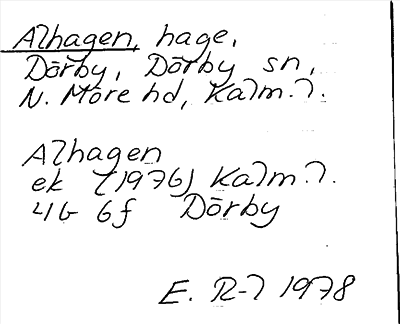 Alhagen, hage,
Dörby, Dörby sn,
N. Möre hd, Kalm. l.
Alhagen
ek (1976) Kalm. l.
4G 6f Dörby
E. R-l 1978